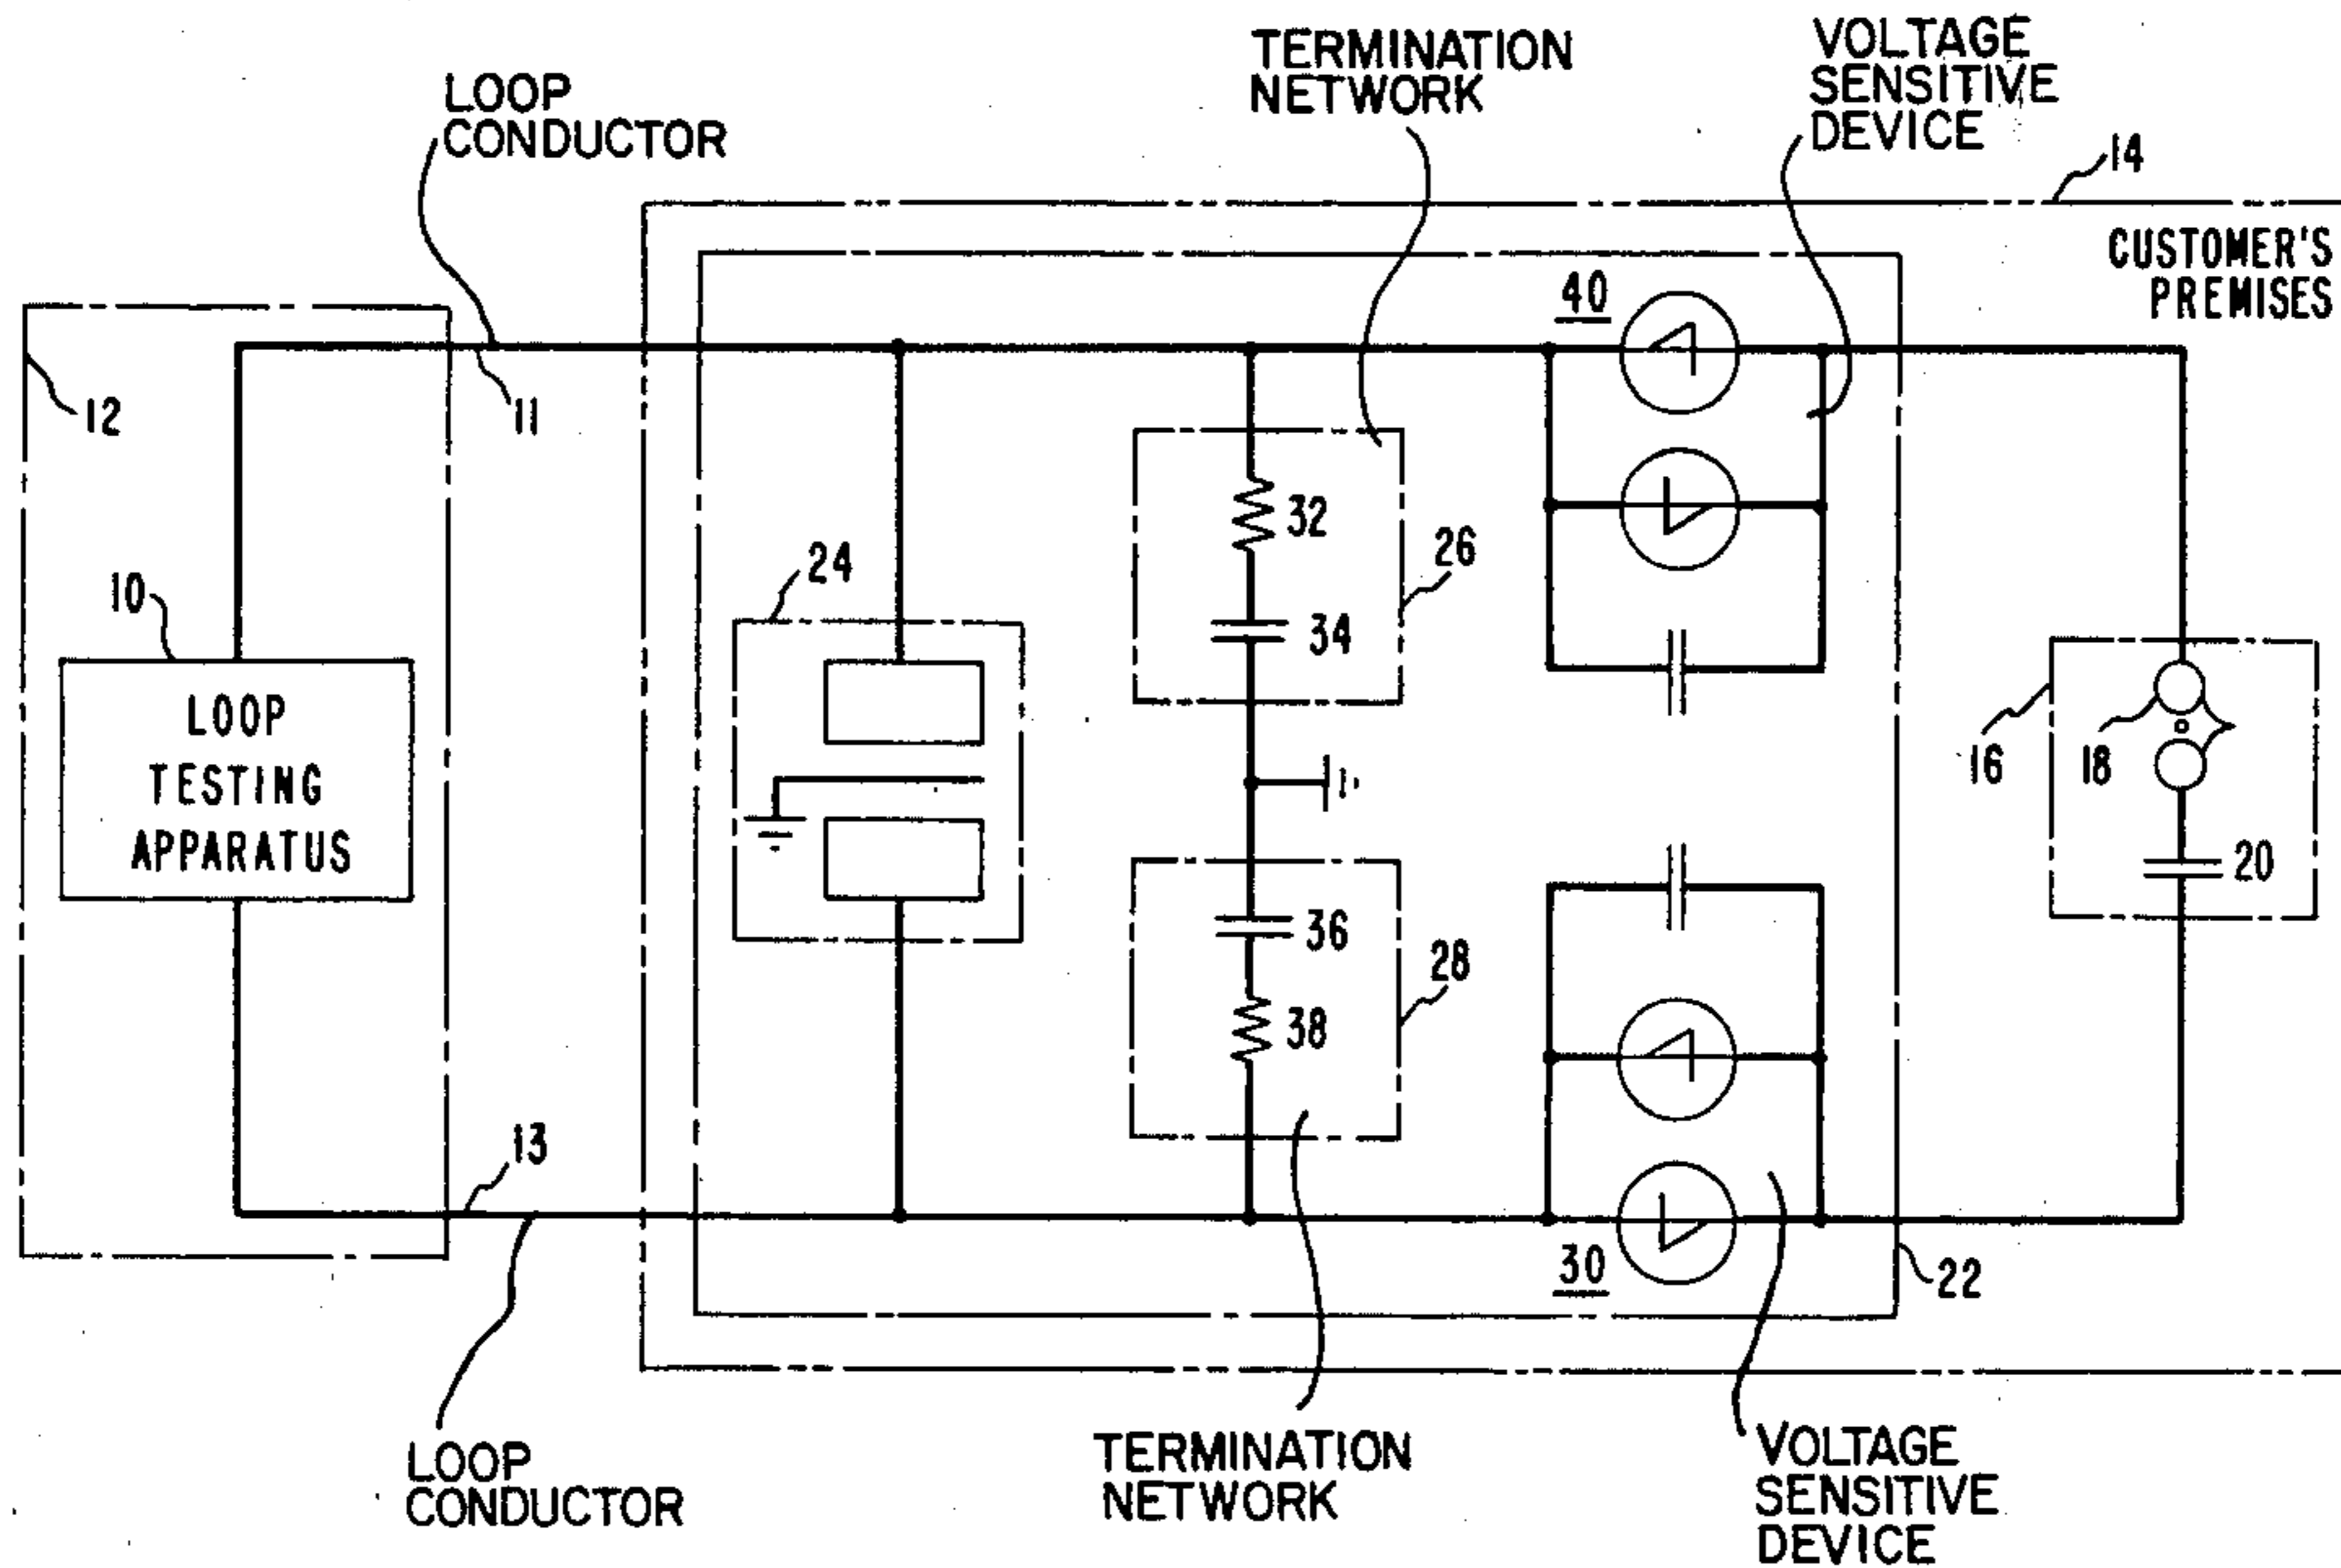 TERMINATION
NETWORK
VOLTAGE
SENSITIVE
DEVICE
LOOP
CONDUCTOR
14
CUSTOMER'S
PREMISES
40
12
11
32
26
24
10
34
LOOP
TESTING
APPARATUS
16
18
20
36
28
38
13
30
22
LOOP
CONDUCTOR
TERMINATION
NETWORK
VOLTAGE
SENSITIVE
DEVICE